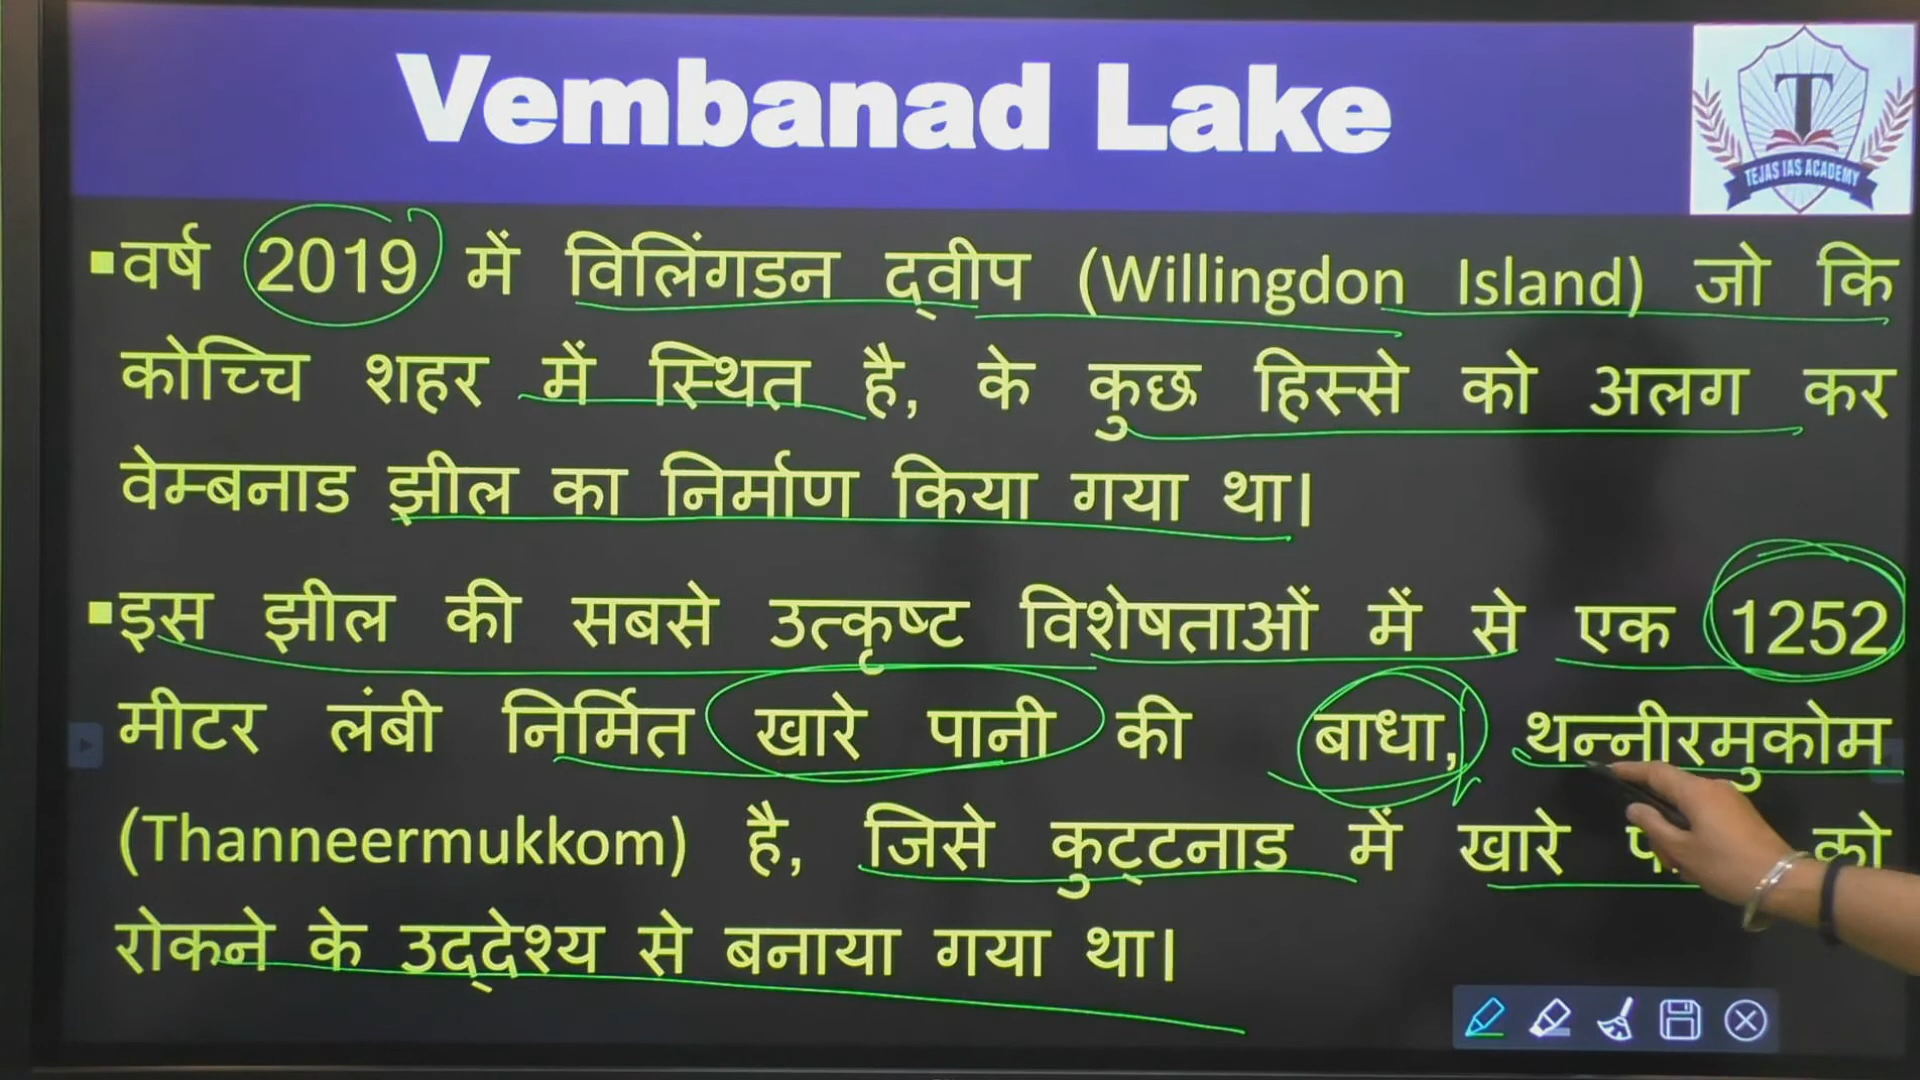 Vembanad Lake
T
TEJAS IAS ACADEMY
▪वर्ष 2019 में विलिंगडन द्वीप (Willingdon Island) जो कि
कोच्चि शहर में स्थित है, के कुछ हिस्से को अलग कर
वेम्बनाड झील का निर्माण किया गया था।
▪इस झील की सबसे उत्कृष्ट विशेषताओं में से एक 1252
मीटर लंबी निर्मित खारे पानी की बाधा, थन्नीरमुकोम
(Thanneermukkom) है, जिसे कुट्टनाड में खारे को
रोकने के उद्देश्य से बनाया गया था।